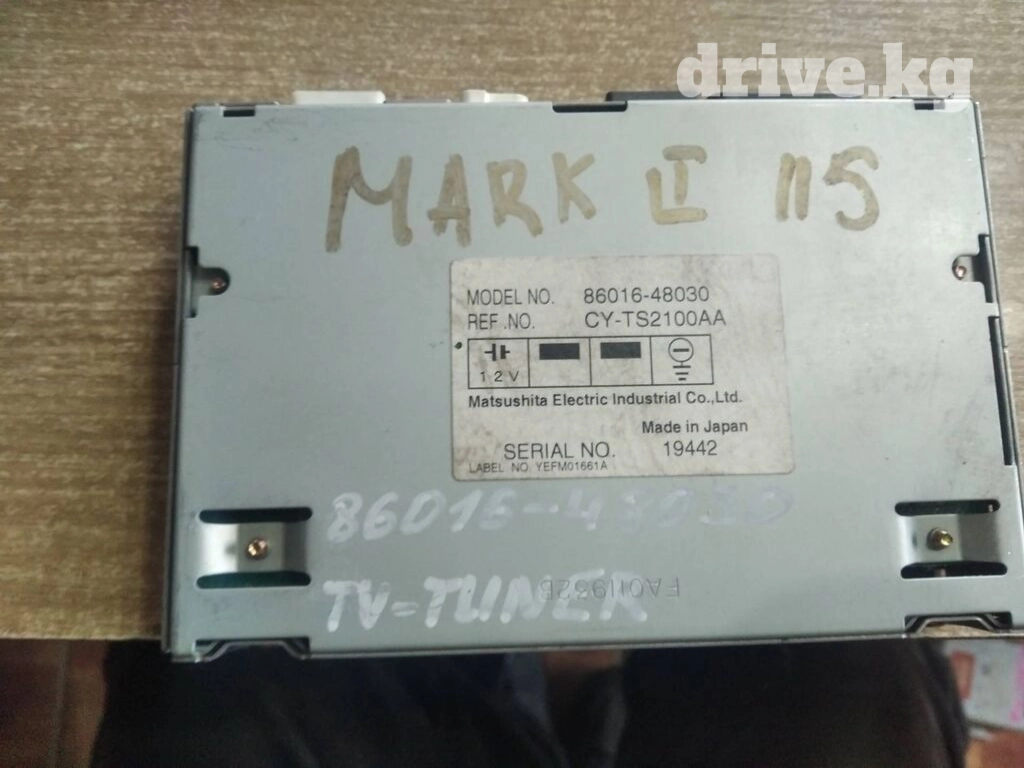 drive.kg
MARK II 115
MODEL NO. 86016-48030
REF .NO. CY-TS2100AA
12V
Matsushita Electric Industrial Co.,Ltd.
Made in Japan
SERIAL NO. 19442
LABEL NO. YEFM01661A
86016-48030
TV-TUNER